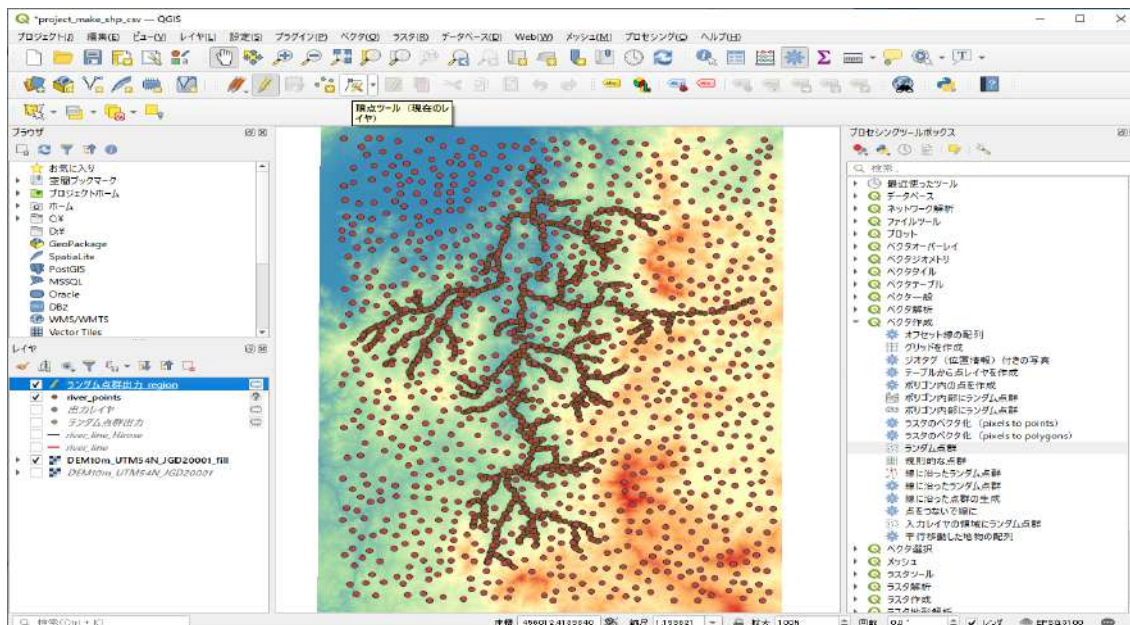 *project_make_shp_csv — QGIS
プロジェクト(J) 編集(E) ビュー(V) レイヤ(L) 設定(S) プラグイン(P) ベクタ(O) ラスタ(R) データベース(D) Web(W) メッシュ(M) プロセシング(C) ヘルプ(H)
頂点ツール (現在のレ
イヤ)
ブラウザ
お気に入り
空間ブックマーク
プロジェクトホーム
ホーム
C:¥
D:¥
GeoPackage
SpatiaLite
PostGIS
MSSQL
Oracle
DB2
WMS/WMTS
Vector Tiles
レイヤ
ランダム点群出力_region
river_points
出力レイヤ
ランダム点群出力
river_line_Hirose
river_line
DEM10m_UTM54N_JGD20001_fill
DEM10m_UTM54N_JGD20001
プロセシングツールボックス
検索...
最近使ったツール
データベース
ネットワーク解析
ファイルツール
プロット
ベクタオーバーレイ
ベクタジオメトリ
ベクタタイル
ベクタテーブル
ベクタ一般
ベクタ解析
ベクタ作成
オフセット線の配列
グリッドを作成
ジオタグ(位置情報)付きの写真
テーブルから点レイヤを作成
ポリゴン内の点を作成
ポリゴン内部にランダム点群
ポリゴン内部にランダム点群
ラスタのベクタ化 (pixels to points)
ラスタのベクタ化 (pixels to polygons)
ランダム点群
規則的な点群
線に沿ったランダム点群
線に沿ったランダム点群
線に沿った点群の生成
点をつないで線に
入力レイヤの領域にランダム点群
平行移動した地物の配列
ベクタ選択
メッシュ
ラスタツール
ラスタ解析
ラスタ作成
ラスタ地形解析
検索(Ctrl + K) 座標 縮尺 拡大 100% 回転 0.0° レンダ EPSG:3100